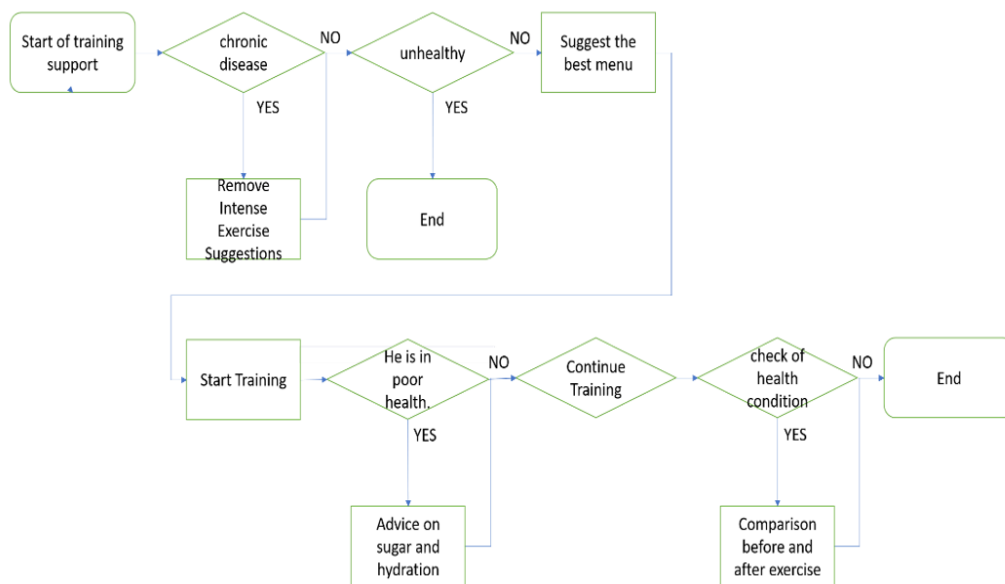 Start of training
support
chronic
disease
NO
YES
Remove
Intense
Exercise
Suggestions
unhealthy
NO
YES
End
Suggest the
best menu
Start Training
He is in
poor
health.
NO
YES
Advice on
sugar and
hydration
Continue
Training
check of
health
condition
NO
YES
Comparison
before and
after exercise
End